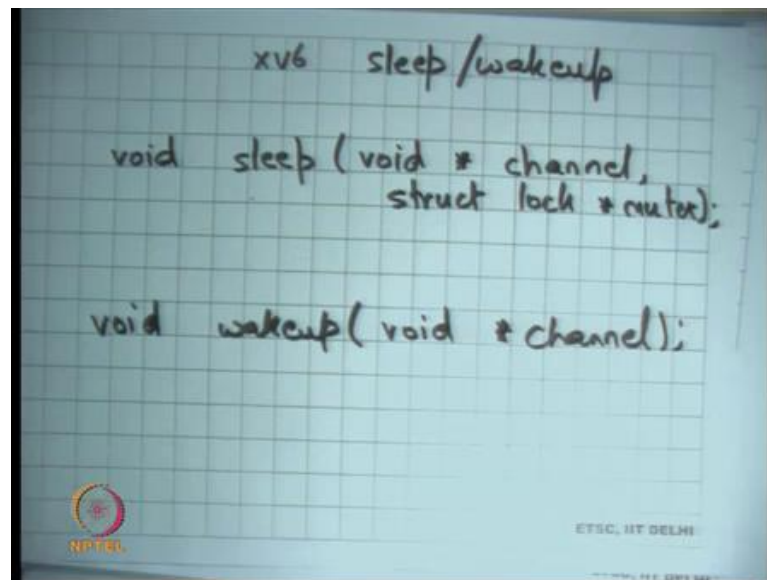 xv6 sleep/wakeup
void sleep (void * channel,
struct lock * mutex);
void wakeup( void * channel);
NPTEL
ETSC, IIT DELHI